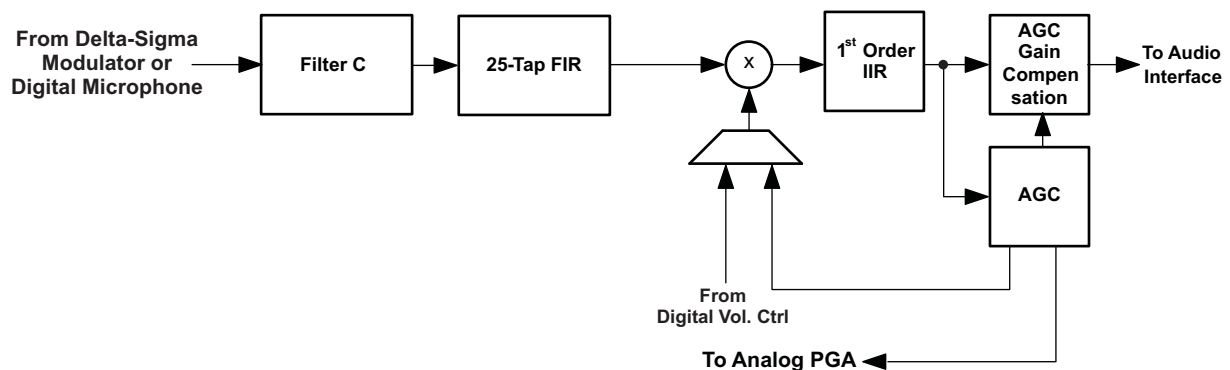 From Delta-Sigma
Modulator or
Digital Microphone
Filter C
25-Tap FIR
x
1st Order
IIR
AGC
Gain
Compen
sation
To Audio
Interface
AGC
From
Digital Vol. Ctrl
To Analog PGA